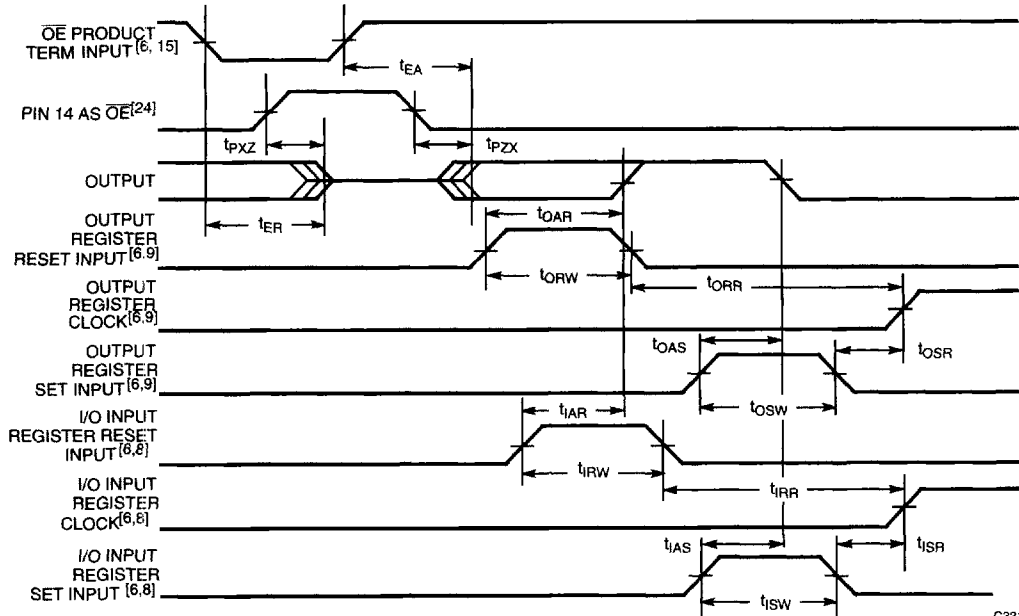 OE PRODUCT
TERM INPUT [6, 15]
tEA
PIN 14 AS OE[24]
tPXZ
tPZX
OUTPUT
tER
tOAR
OUTPUT
REGISTER
RESET INPUT[6,9]
tORW
tORR
OUTPUT
REGISTER
CLOCK[6,9]
tOAS
tOSR
OUTPUT
REGISTER
SET INPUT[6,9]
tOSW
tIAR
I/O INPUT
REGISTER RESET
INPUT[6,8]
tIRW
tIRR
I/O INPUT
REGISTER
CLOCK[6,8]
tIAS
tISR
I/O INPUT
REGISTER
SET INPUT [6,8]
tISW